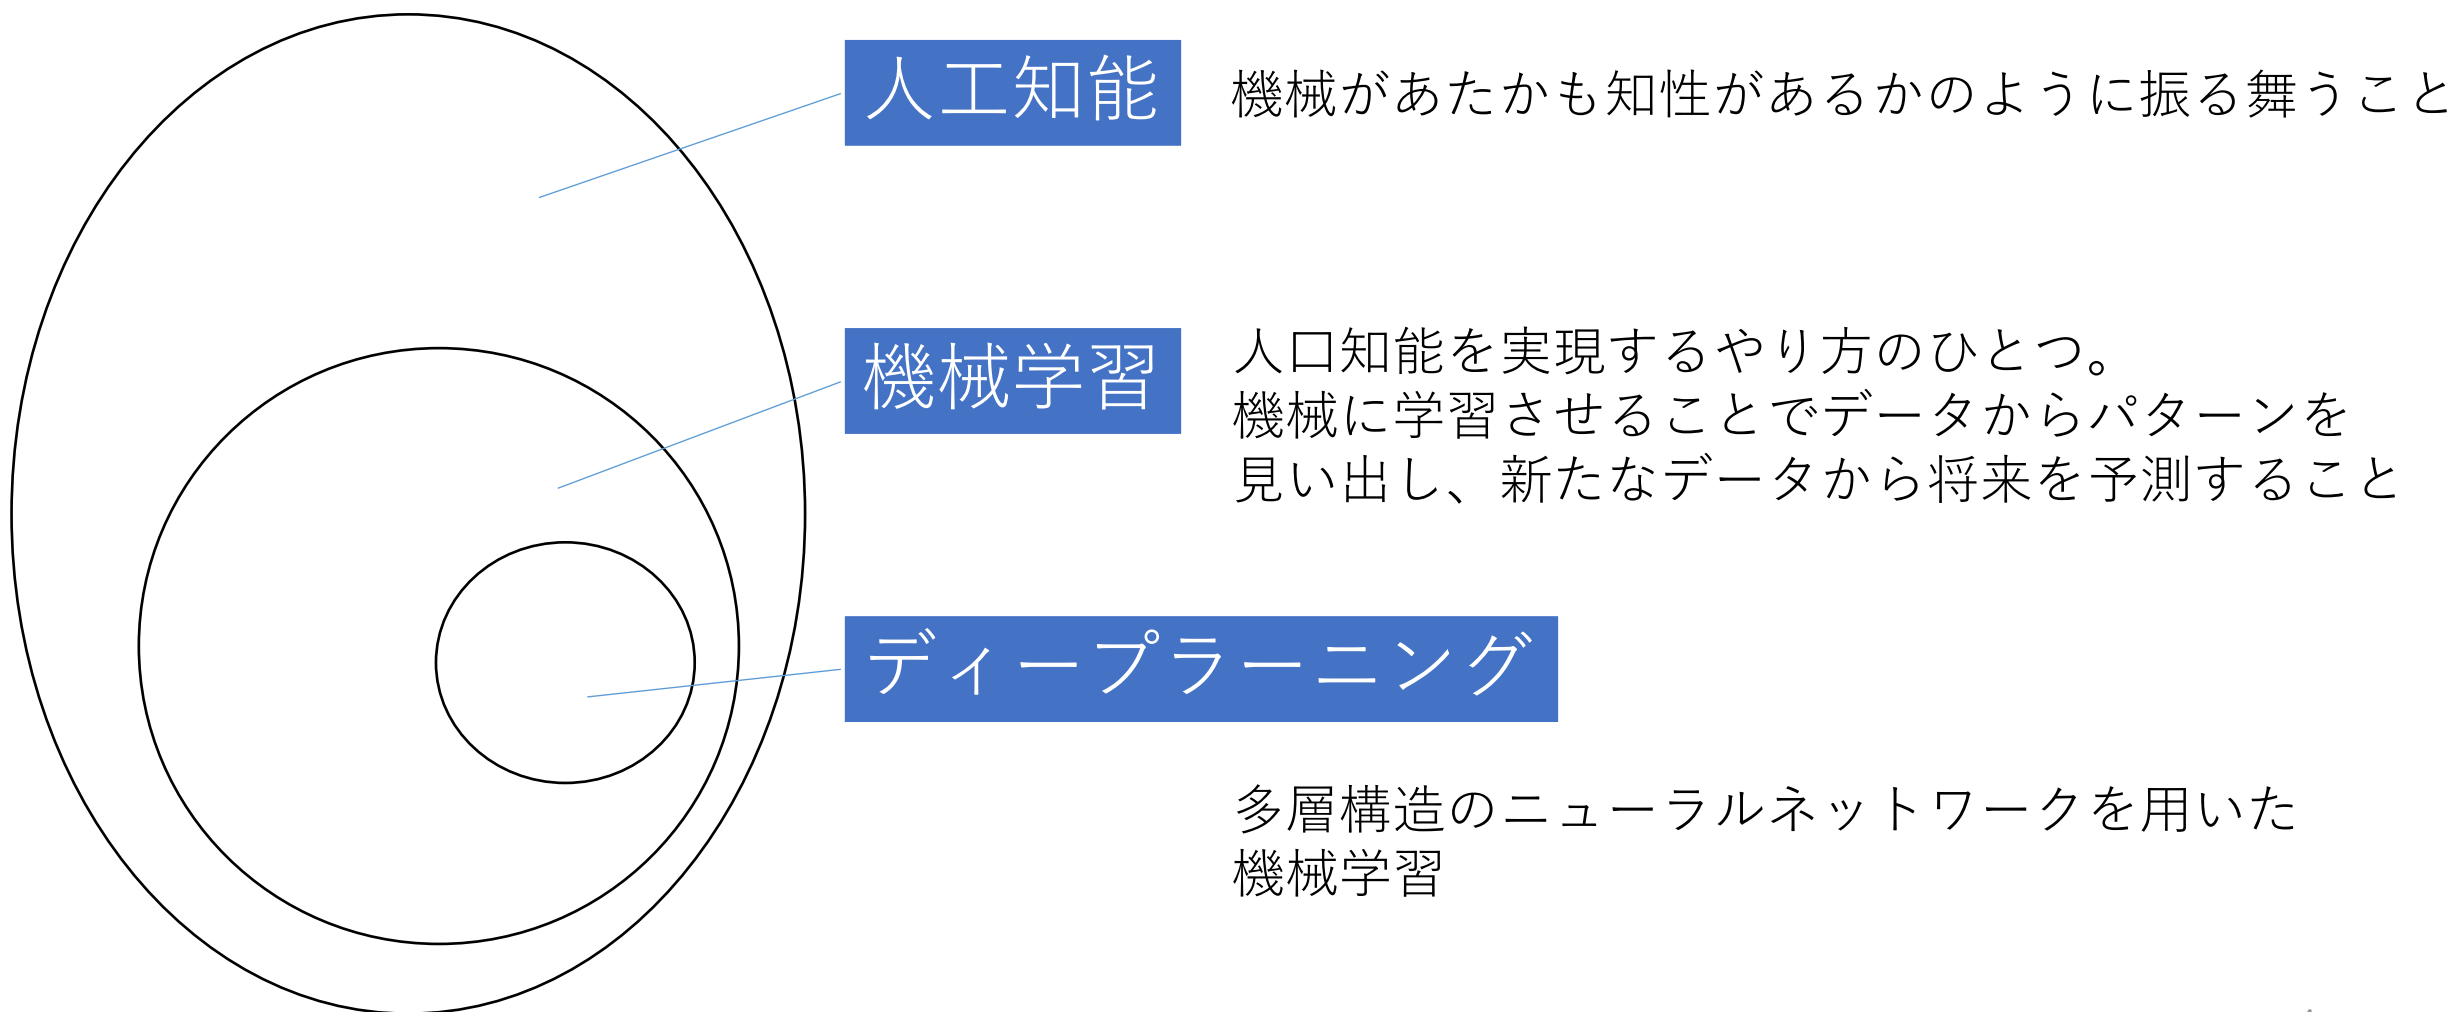 人工知能
機械があたかも知性があるかのように振る舞うこと
機械学習
人口知能を実現するやり方のひとつ。
機械に学習させることでデータからパターンを
見い出し、新たなデータから将来を予測すること
ディープラーニング
多層構造のニューラルネットワークを用いた
機械学習